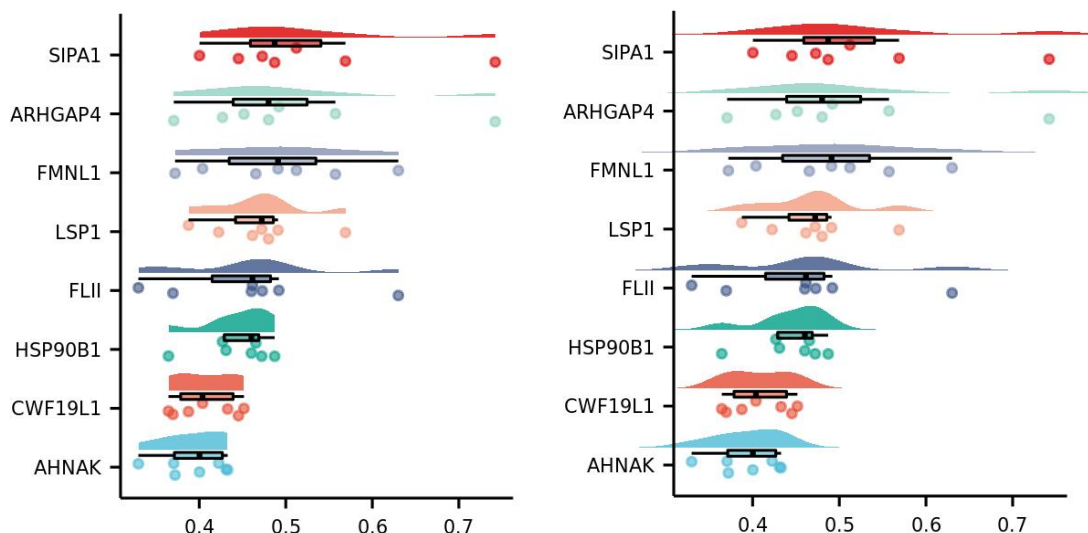 SIPA1
ARHGAP4
FMNL1
LSP1
FLII
HSP90B1
CWF19L1
AHNAK
0.4 0.5 0.6 0.7
SIPA1
ARHGAP4
FMNL1
LSP1
FLII
HSP90B1
CWF19L1
AHNAK
0.4 0.5 0.6 0.7